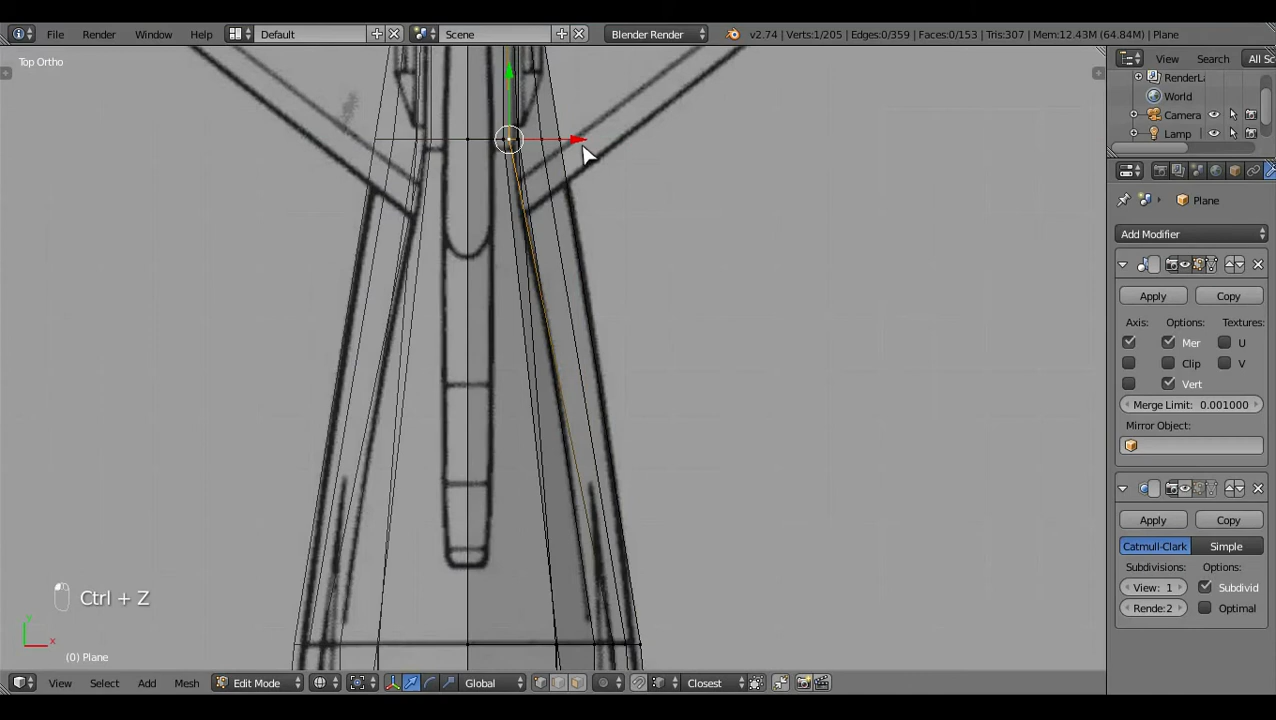 File Render Window Help Default Scene Blender Render v2.74 | Verts:1/205 | Edges:0/359 | Faces:0/153 | Tris:307 | Mem:12.43M (64.84M) | Plane
Top Ortho
View Search All Sc
RenderLa
World
Camera
Lamp
Plane
Add Modifier
Apply Copy
Axis: Options: Textures:
Mer U
Clip V
Vert
Merge Limit: 0.001000
Mirror Object:
Apply Copy
Catmull-Clark Simple
Subdivisions: Options:
View: 1 Subdivid
Rende:2 Optimal
Ctrl + Z
y
x
(0) Plane
View Select Add Mesh Edit Mode Global Closest